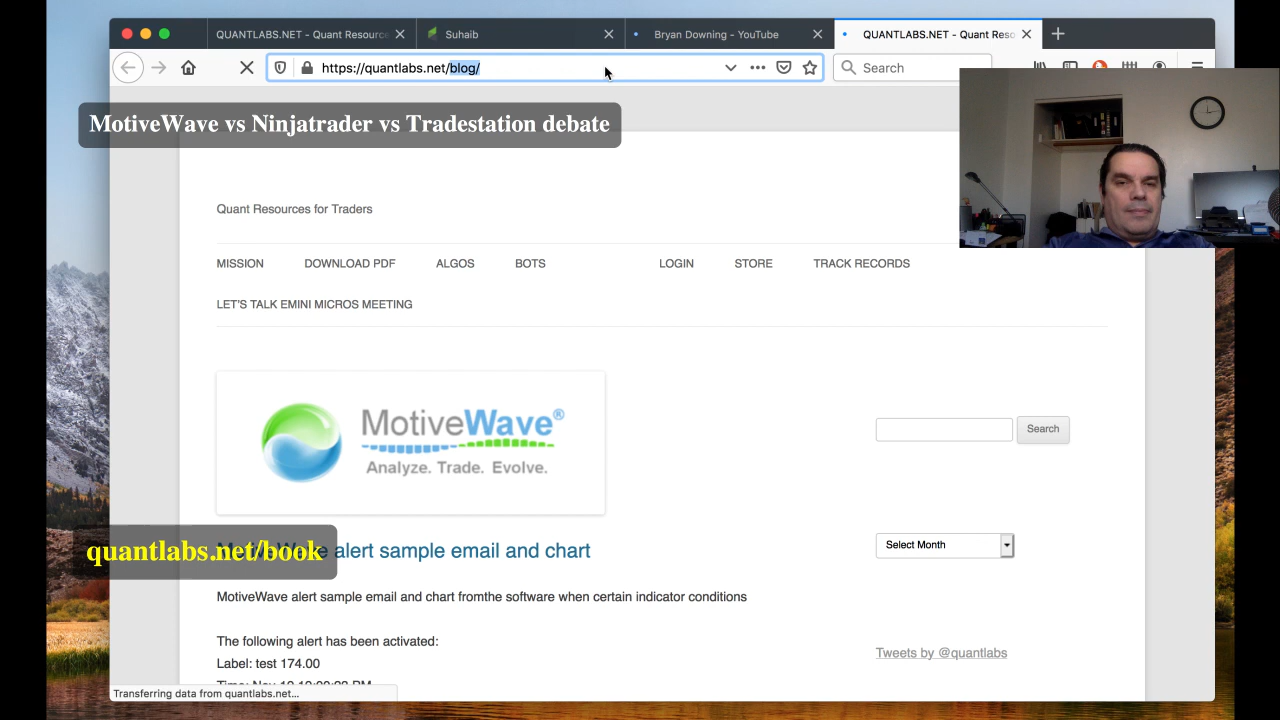 QUANTLABS.NET - Quant Resource
Suhaib
Bryan Downing - YouTube
QUANTLABS.NET - Quant Reso
https://quantlabs.net/blog/
Search
MotiveWave vs Ninjatrader vs Tradestation debate
Quant Resources for Traders
MISSION DOWNLOAD PDF ALGOS BOTS LOGIN STORE TRACK RECORDS
LET'S TALK EMINI MICROS MEETING
MotiveWave®
Analyze. Trade. Evolve.
Search
quantlabs.net/book
alert sample email and chart
Select Month
MotiveWave alert sample email and chart fromthe software when certain indicator conditions
The following alert has been activated:
Label: test 174.00
Tweets by @quantlabs
Transferring data from quantlabs.net...